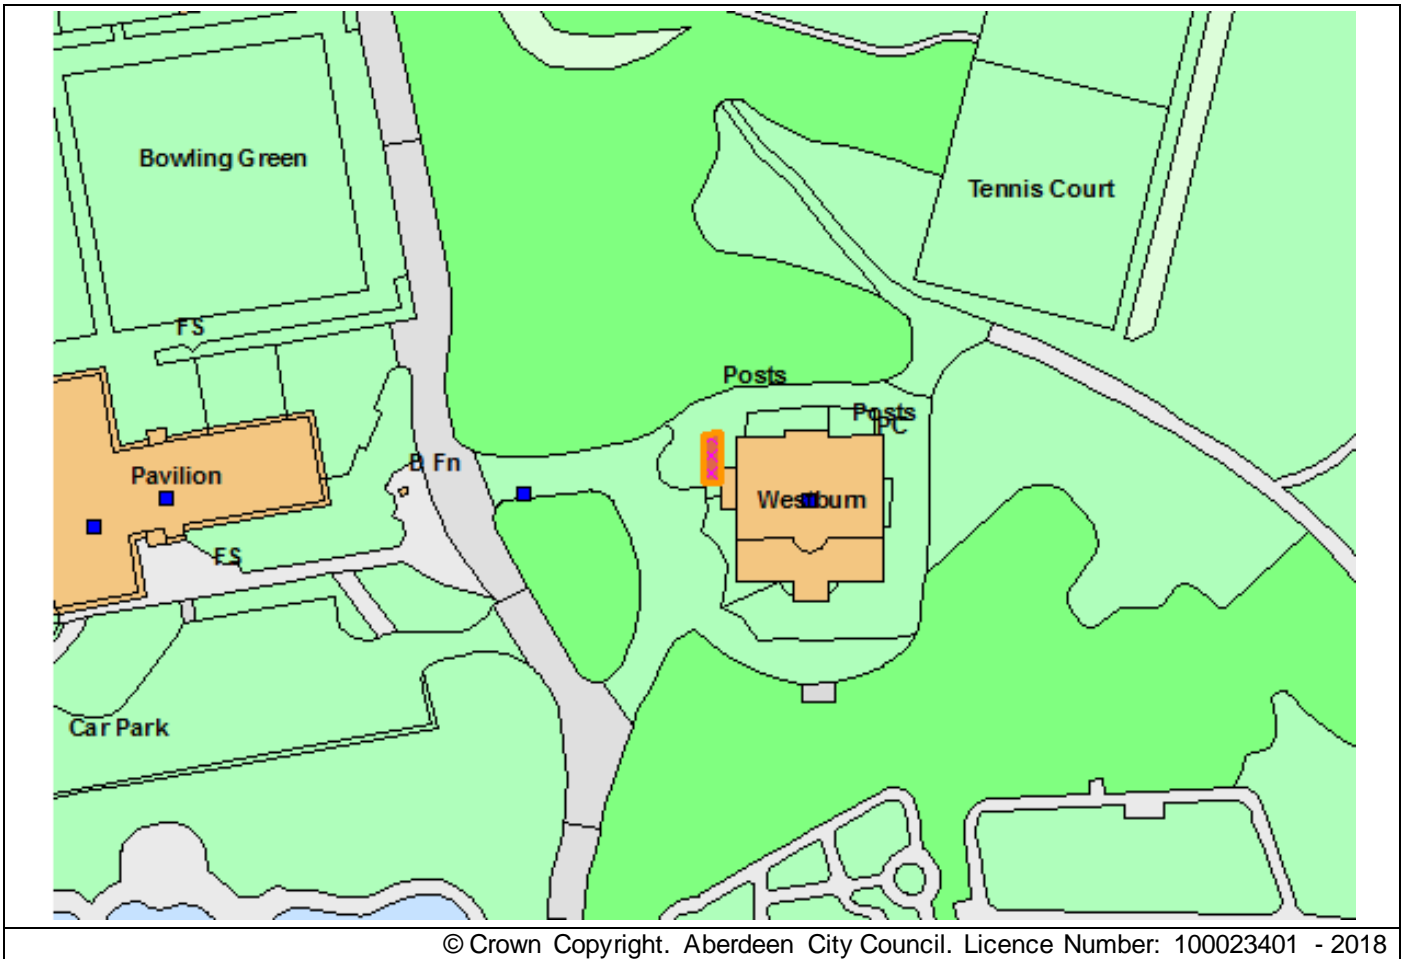 Bowling Green
Tennis Court
FS
Posts
Posts
PC
B Fn
Pavilion
Westburn
FS
Car Park
© Crown Copyright. Aberdeen City Council. Licence Number: 100023401 - 2018